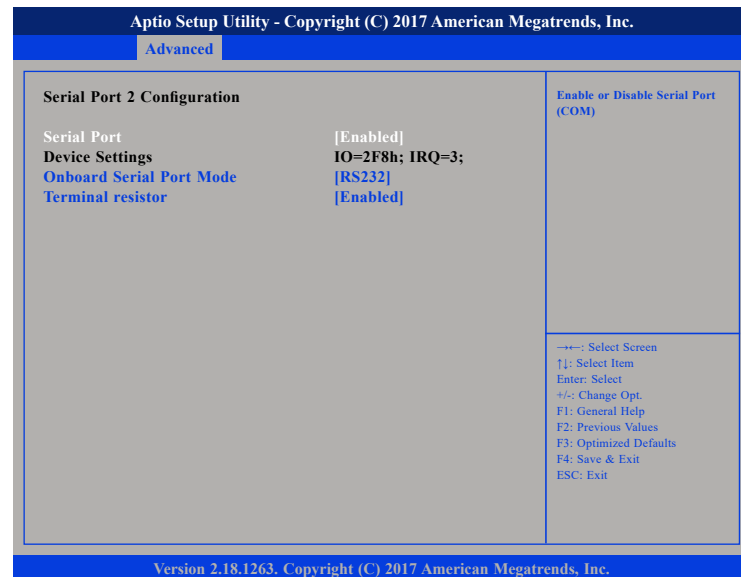 Aptio Setup Utility - Copyright (C) 2017 American Megatrends, Inc.
Advanced
Serial Port 2 Configuration
Serial Port [Enabled]
Device Settings IO=2F8h; IRQ=3;
Onboard Serial Port Mode [RS232]
Terminal resistor [Enabled]
Enable or Disable Serial Port
(COM)
→←: Select Screen
↑↓: Select Item
Enter: Select
+/-: Change Opt.
F1: General Help
F2: Previous Values
F3: Optimized Defaults
F4: Save & Exit
ESC: Exit
Version 2.18.1263. Copyright (C) 2017 American Megatrends, Inc.